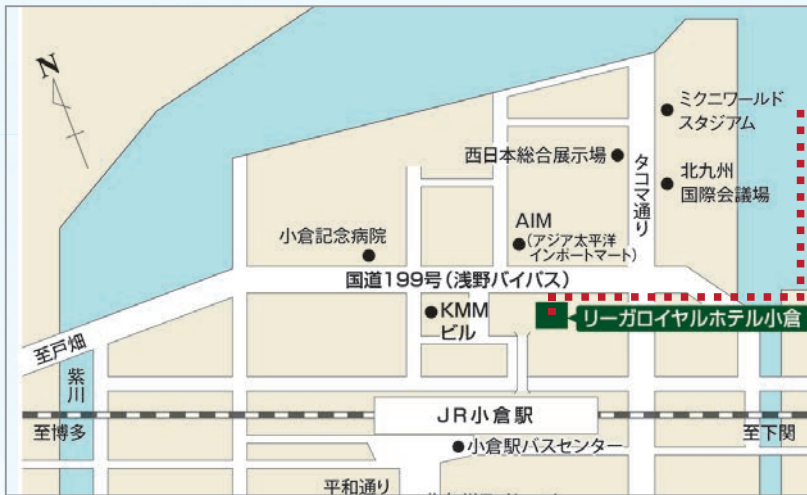 N
ミクニワールド
スタジアム
西日本総合展示場
タコマ通り
北九州
国際会議場
小倉記念病院
AIM
(アジア太平洋
インポートマート)
国道199号(浅野バイパス)
KMM
ビル
リーガロイヤルホテル小倉
至戸畑
紫川
JR小倉駅
至博多
至下関
小倉駅バスセンター
平和通り